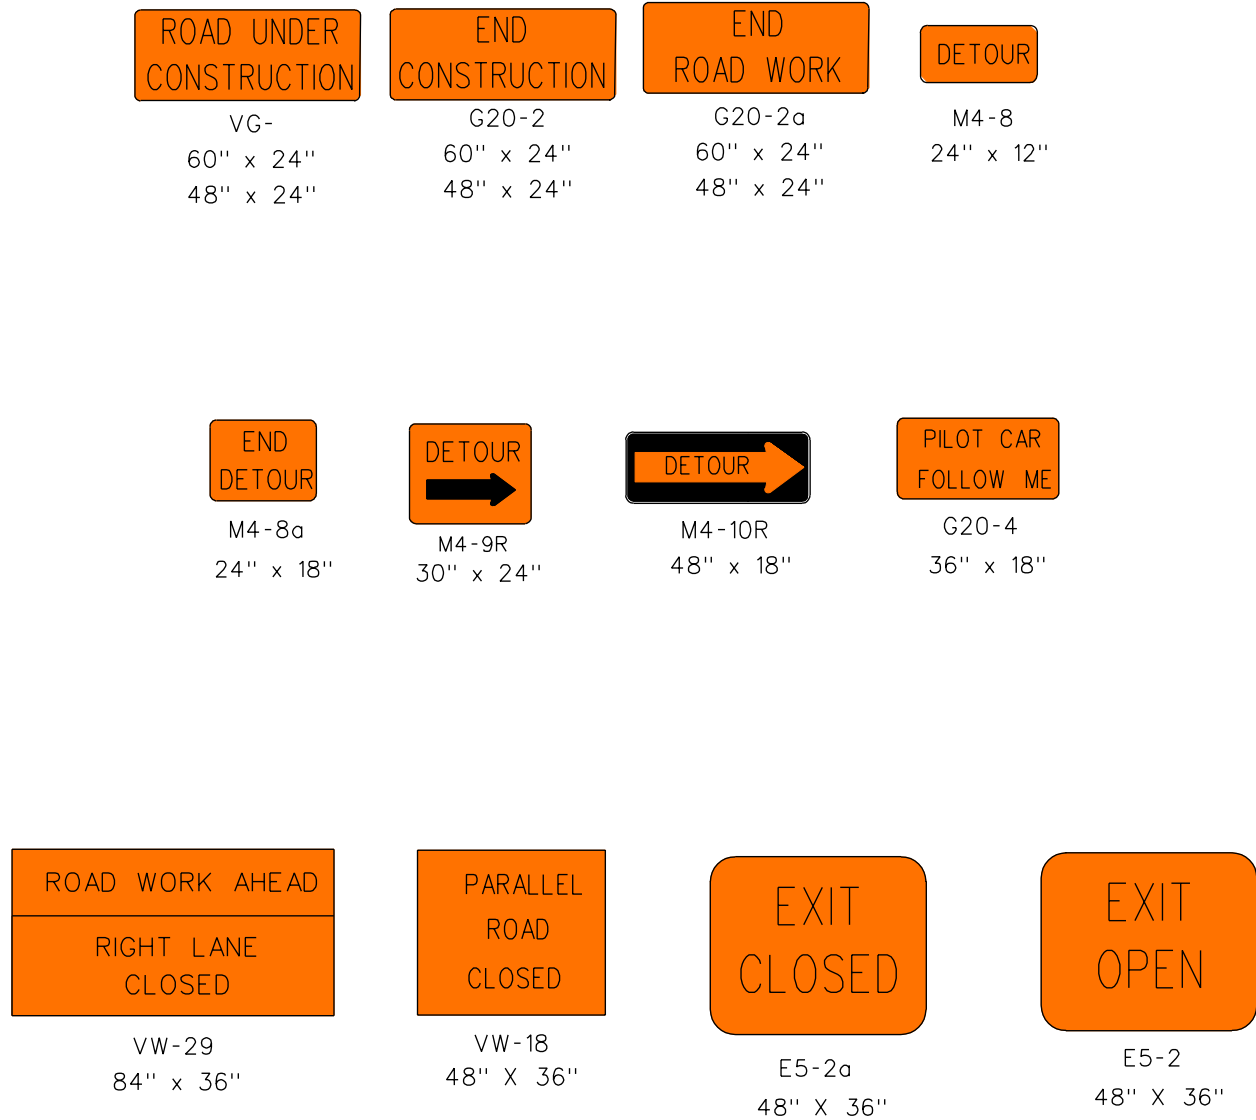 ROAD UNDER
CONSTRUCTION
VG-
60" x 24"
48" x 24"
END
CONSTRUCTION
G20-2
60" x 24"
48" x 24"
END
ROAD WORK
G20-2a
60" x 24"
48" x 24"
DETOUR
M4-8
24" x 12"
END
DETOUR
M4-8a
24" x 18"
DETOUR
M4-9R
30" x 24"
DETOUR
M4-10R
48" x 18"
PILOT CAR
FOLLOW ME
G20-4
36" x 18"
ROAD WORK AHEAD
RIGHT LANE
CLOSED
VW-29
84" x 36"
PARALLEL
ROAD
CLOSED
VW-18
48" X 36"
EXIT
CLOSED
E5-2a
48" X 36"
EXIT
OPEN
E5-2
48" X 36"